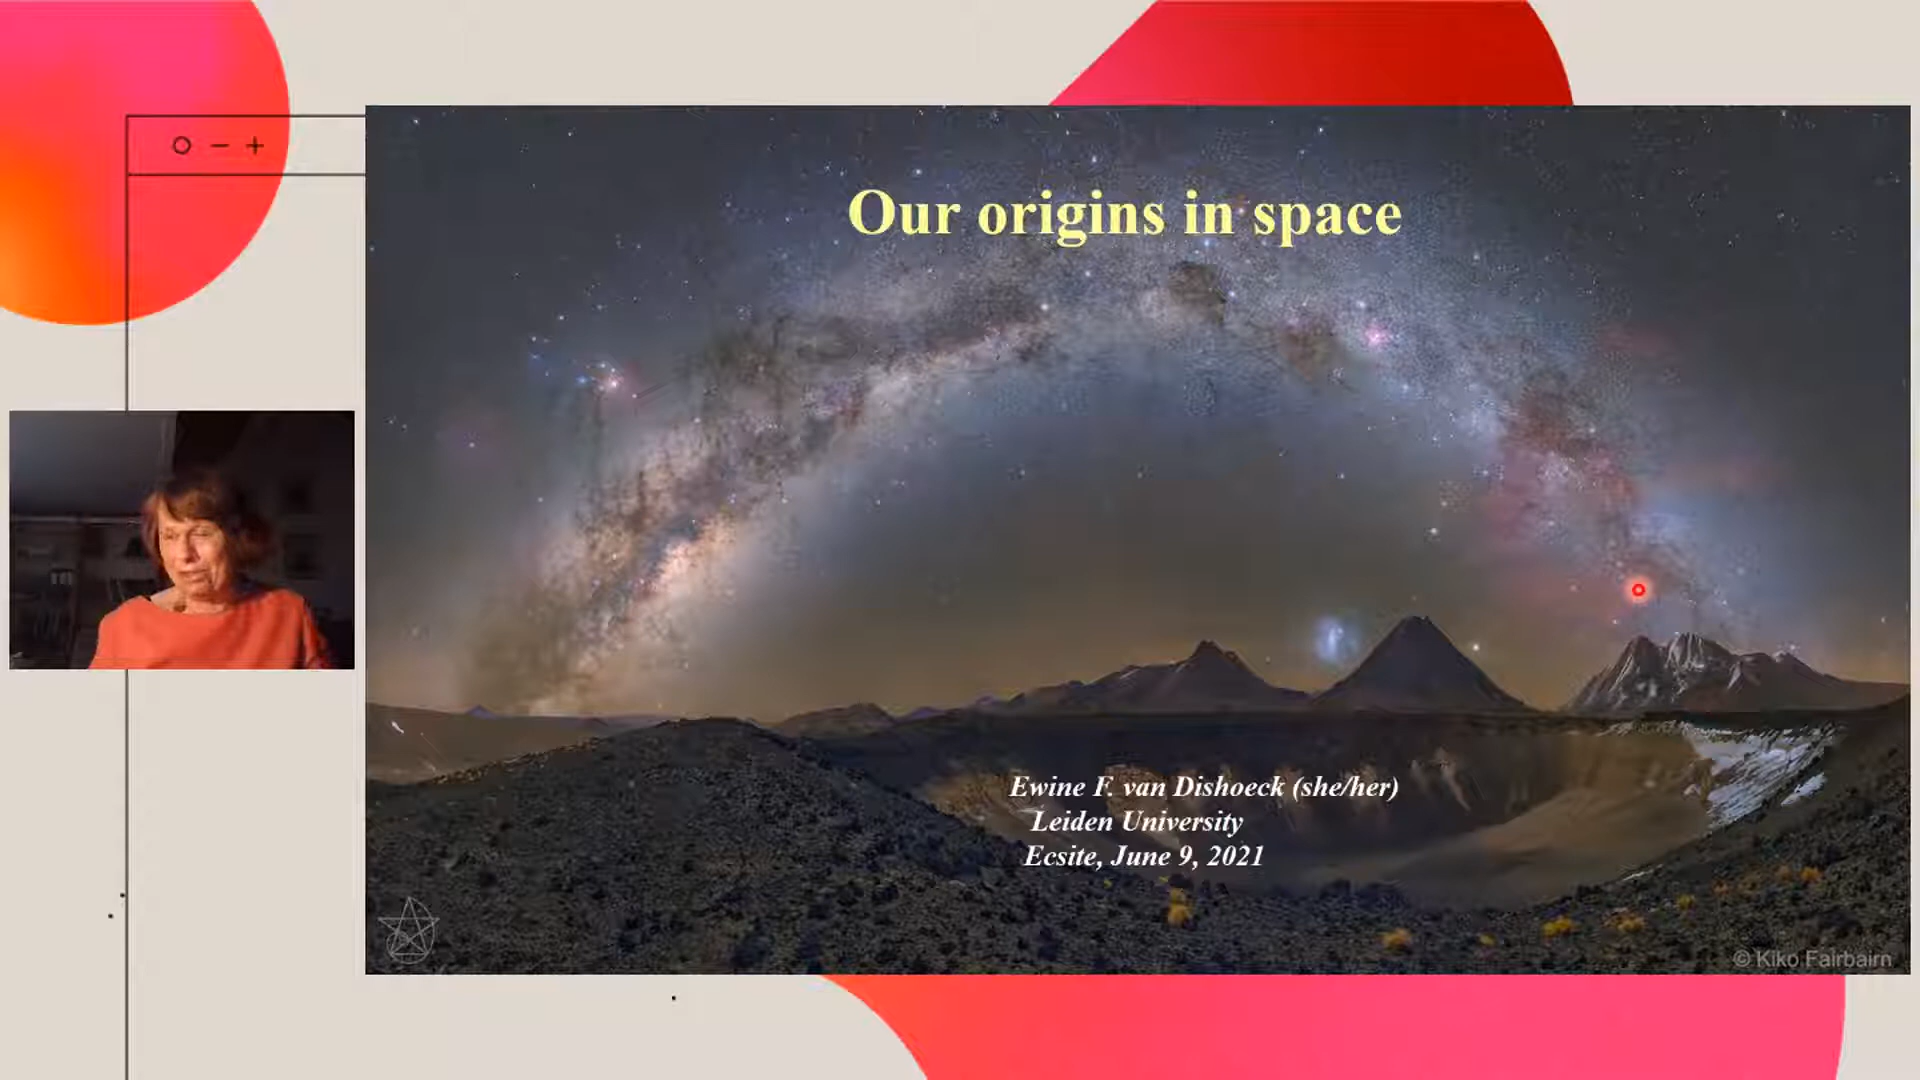 Our origins in space
Ewine F. van Dishoeck (she/her)
Leiden University
Ecsite, June 9, 2021
© Kiko Fairbairn